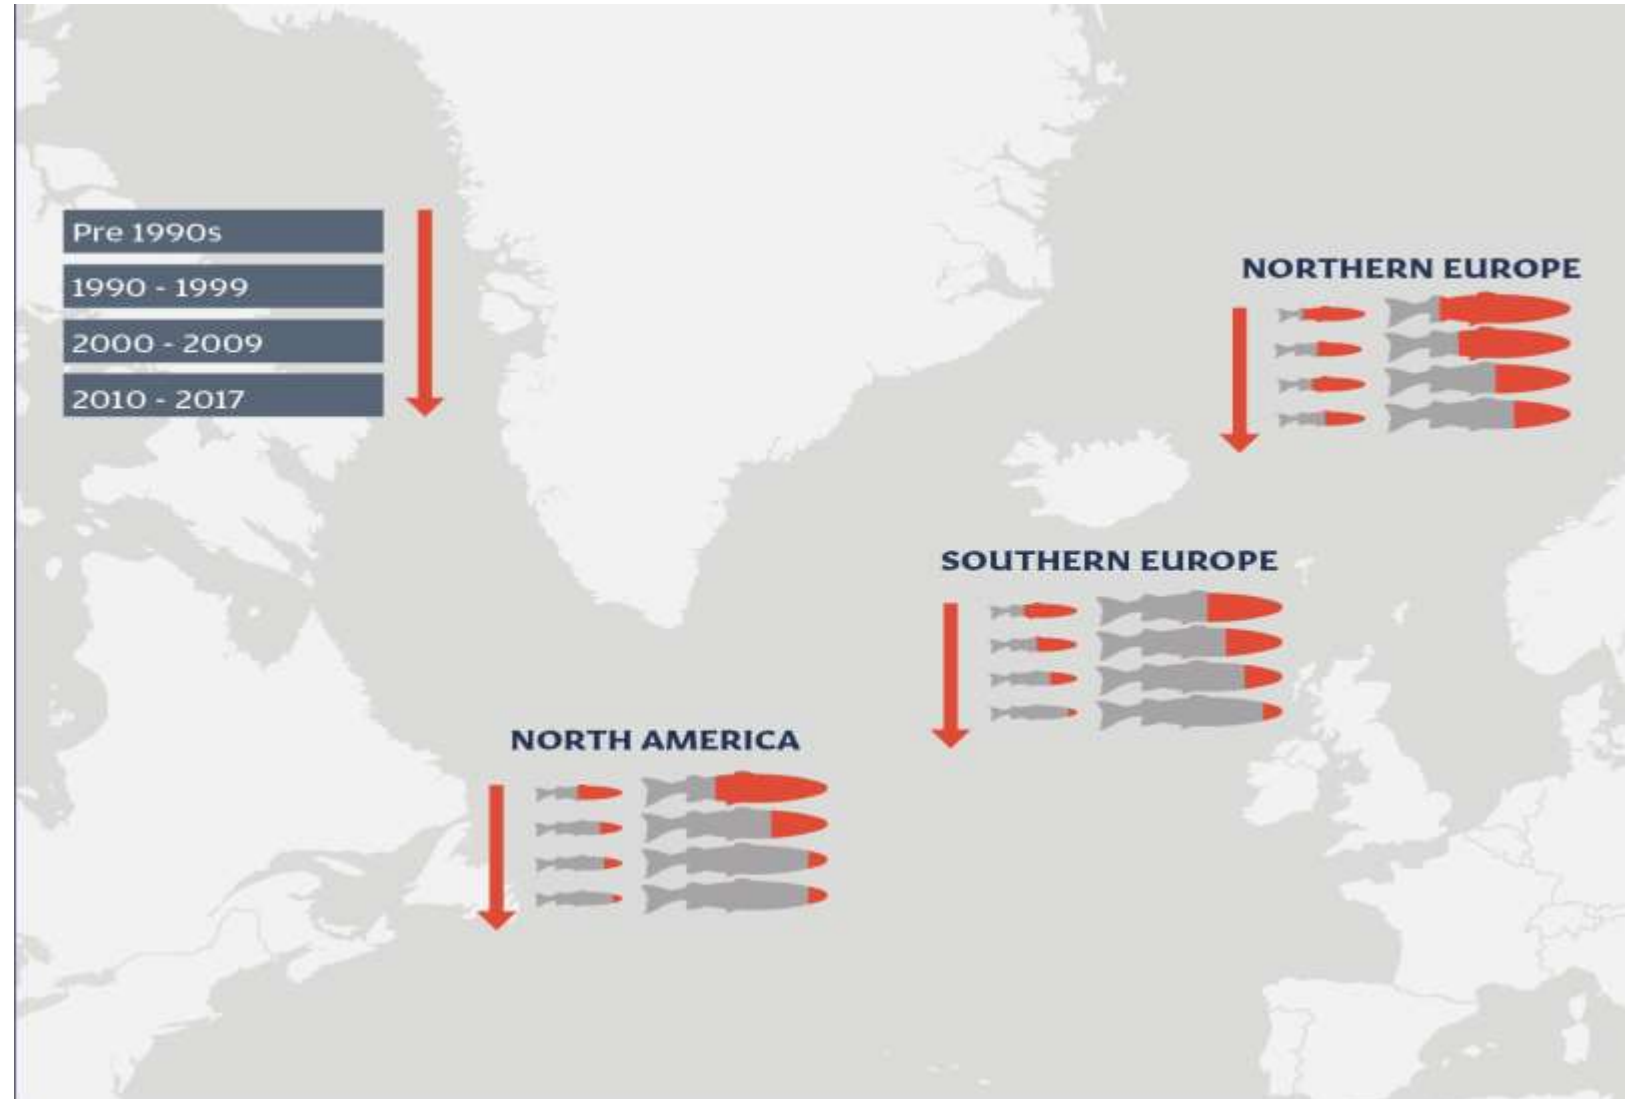 Pre 1990s
1990 - 1999
2000 - 2009
2010 - 2017
NORTHERN EUROPE
SOUTHERN EUROPE
NORTH AMERICA